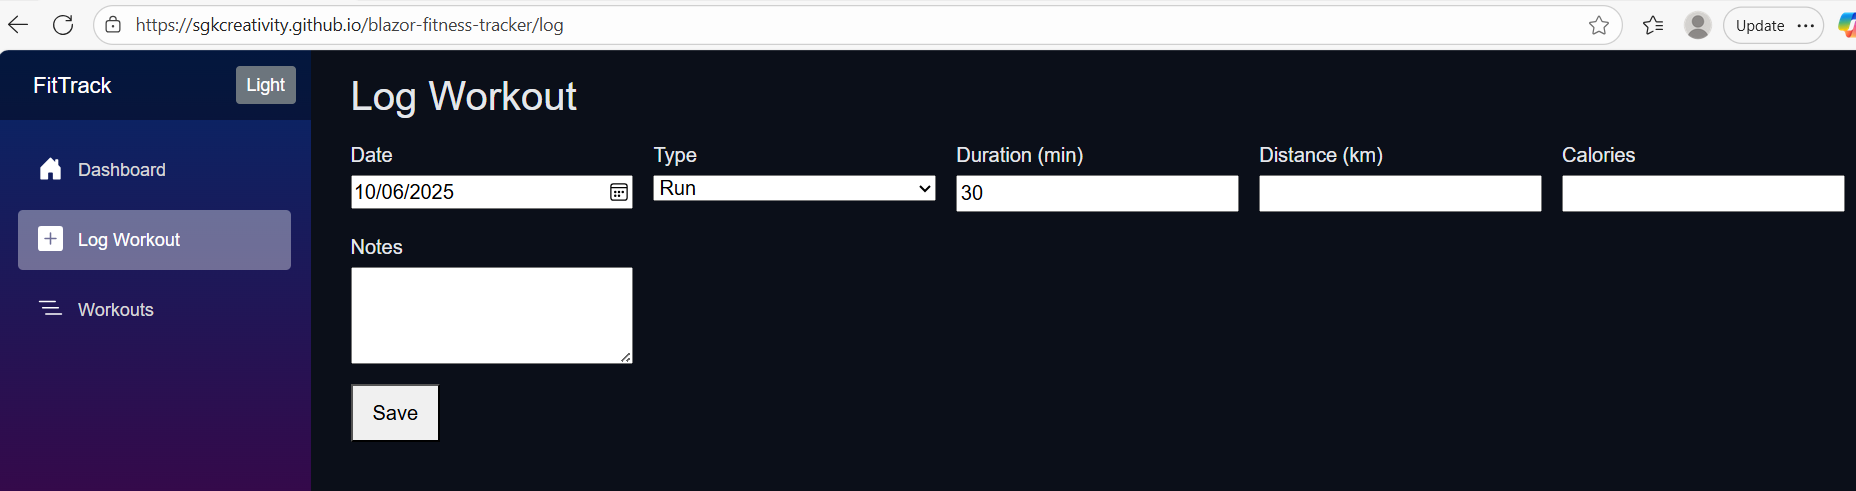 https://sgkcreativity.github.io/blazor-fitness-tracker/log
Update
FitTrack
Light
Dashboard
Log Workout
Workouts
Log Workout
Date
Type
Duration (min)
Distance (km)
Calories
10/06/2025
Run
30
Notes
Save